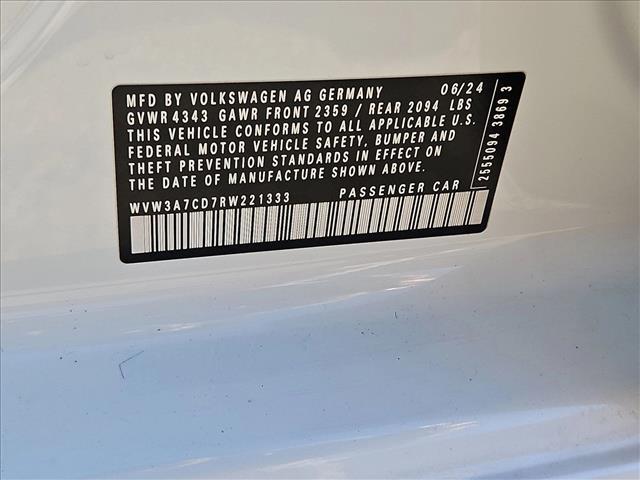 MFD BY VOLKSWAGEN AG GERMANY 06/24
GVWR 4343 GAWR FRONT 2359 / REAR 2094 LBS
THIS VEHICLE CONFORMS TO ALL APPLICABLE U.S.
FEDERAL MOTOR VEHICLE SAFETY, BUMPER AND
THEFT PREVENTION STANDARDS IN EFFECT ON
THE DATE OF MANUFACTURE SHOWN ABOVE.
WVW3A7CD7RW221333 PASSENGER CAR
2555094 3869 3